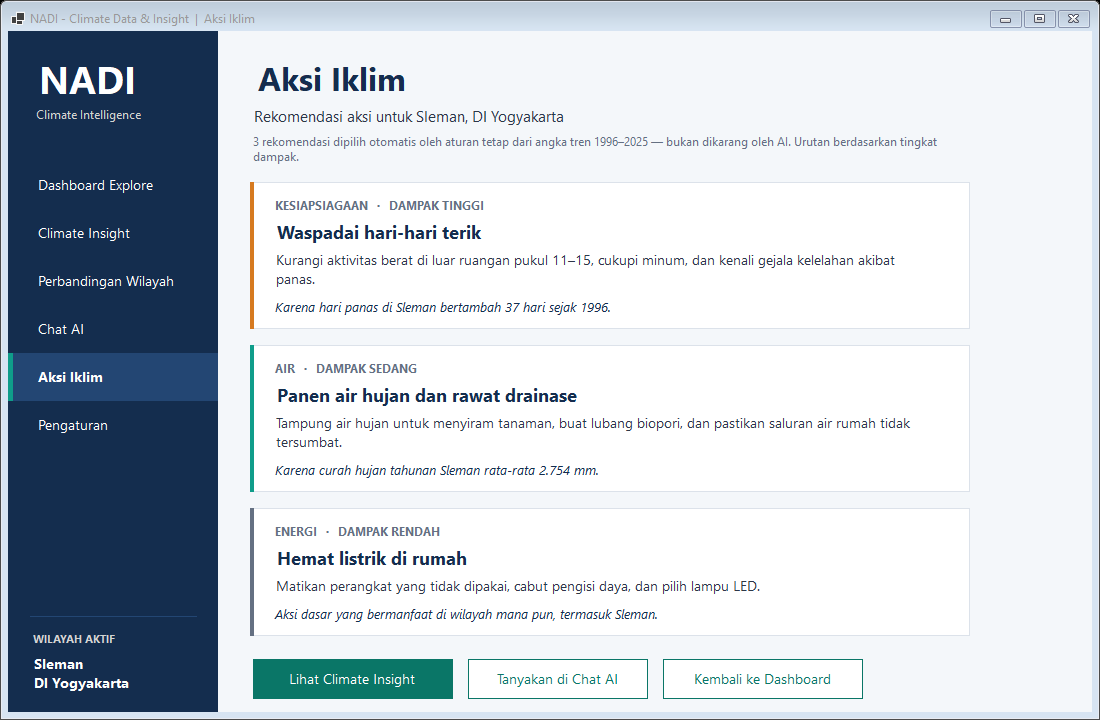 NADI - Climate Data & Insight | Aksi Iklim
NADI
Climate Intelligence
Dashboard Explore
Climate Insight
Perbandingan Wilayah
Chat AI
Aksi Iklim
Pengaturan
WILAYAH AKTIF
Sleman
DI Yogyakarta
Aksi Iklim
Rekomendasi aksi untuk Sleman, DI Yogyakarta
3 rekomendasi dipilih otomatis oleh aturan tetap dari angka tren 1996–2025 — bukan dikarang oleh AI. Urutan berdasarkan tingkat
dampak.
KESIAPSIAGAAN · DAMPAK TINGGI
Waspadai hari-hari terik
Kurangi aktivitas berat di luar ruangan pukul 11–15, cukupi minum, dan kenali gejala kelelahan akibat
panas.
Karena hari panas di Sleman bertambah 37 hari sejak 1996.
AIR · DAMPAK SEDANG
Panen air hujan dan rawat drainase
Tampung air hujan untuk menyiram tanaman, buat lubang biopori, dan pastikan saluran air rumah tidak
tersumbat.
Karena curah hujan tahunan Sleman rata-rata 2.754 mm.
ENERGI · DAMPAK RENDAH
Hemat listrik di rumah
Matikan perangkat yang tidak dipakai, cabut pengisi daya, dan pilih lampu LED.
Aksi dasar yang bermanfaat di wilayah mana pun, termasuk Sleman.
Lihat Climate Insight
Tanyakan di Chat AI
Kembali ke Dashboard